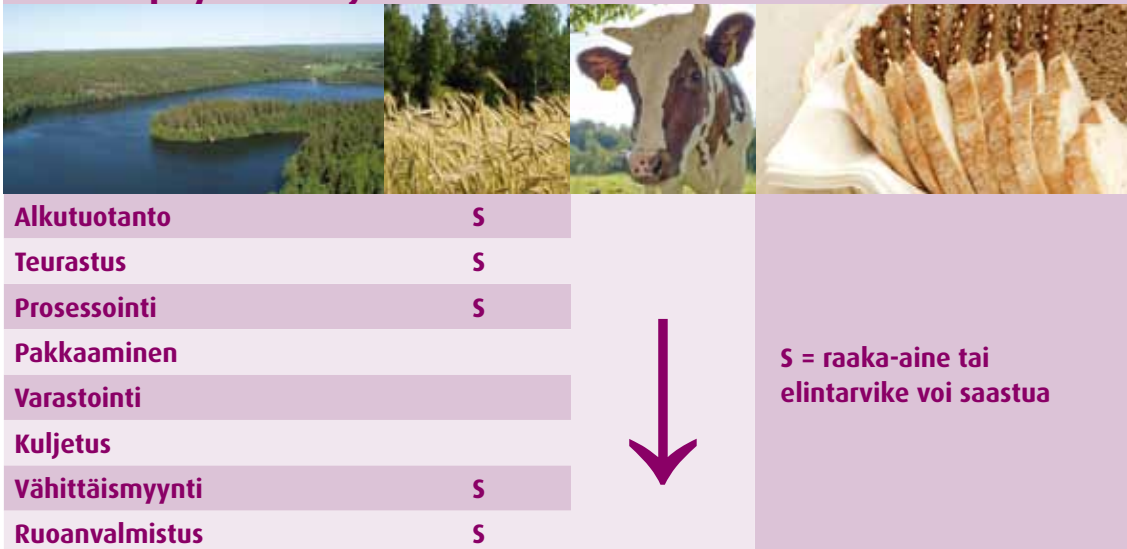 Alkutuotanto S
Teurastus S
Prosessointi S
Pakkaaminen
Varastointi
Kuljetus
Vähittäismyynti S
Ruoanvalmistus S
S = raaka-aine tai
elintarvike voi saastua